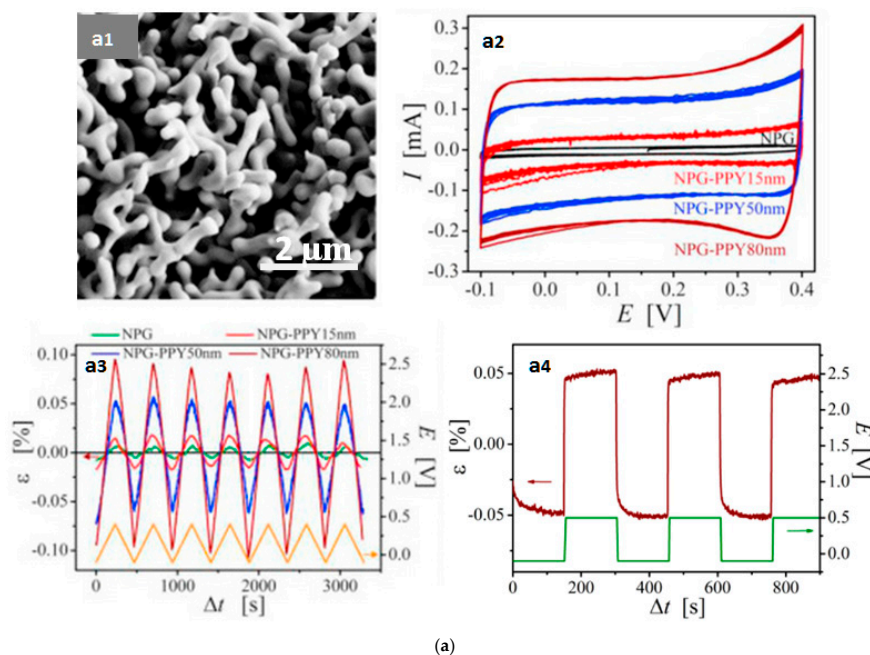 a1
2 μm
a2
0.3
0.2
0.1
0.0
-0.1
-0.2
-0.3
I [mA]
NPG
NPG-PPY15nm
NPG-PPY50nm
NPG-PPY80nm
-0.1 0.0 0.1 0.2 0.3 0.4
E [V]
NPG NPG-PPY15nm
NPG-PPY50nm NPG-PPY80nm
a3
0.10
0.05
0.00
-0.05
-0.10
ε [%]
2.5
2.0
1.5
1.0
0.5
0.0
E [V]
0 1000 2000 3000
Δt [s]
a4
0.05
0.00
-0.05
ε [%]
2.5
2.0
1.5
1.0
0.5
0.0
E [V]
0 200 400 600 800
Δt [s]
(a)